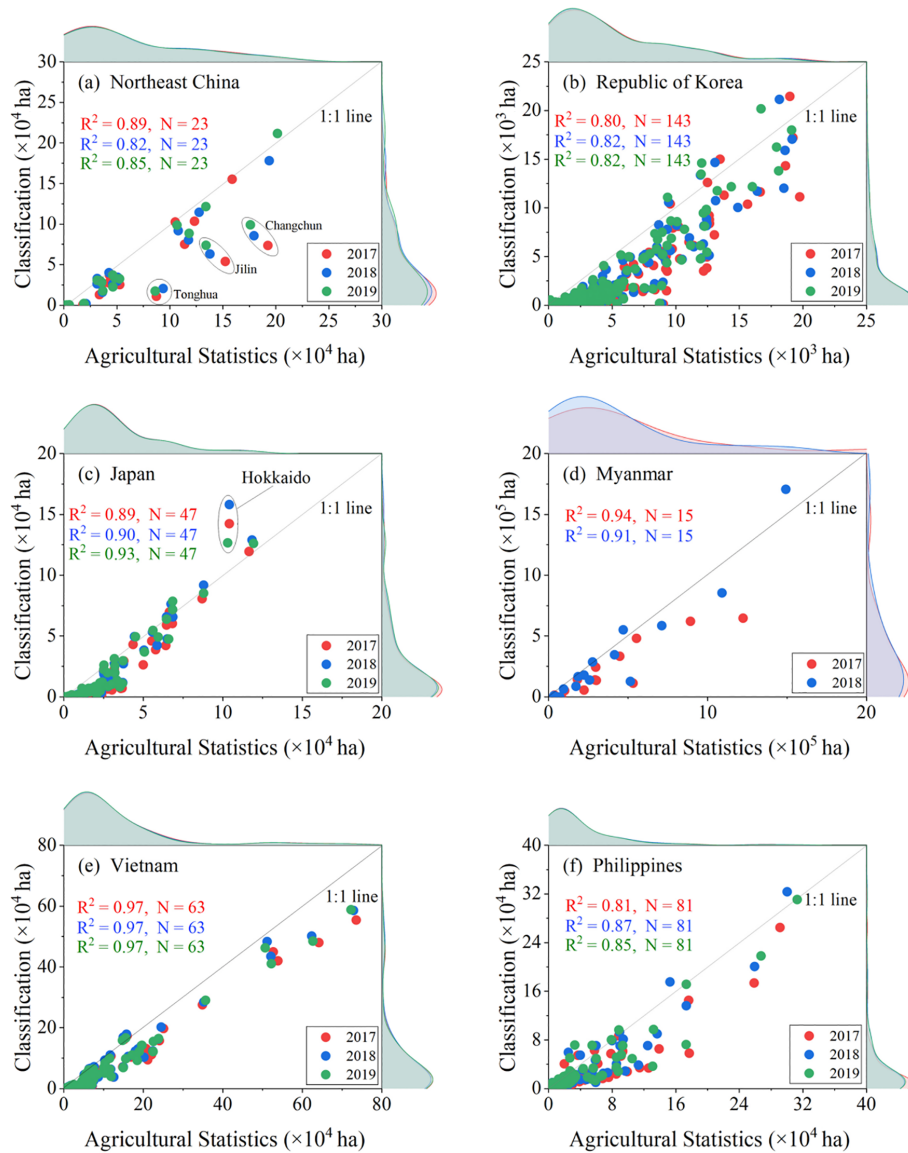 (a) Northeast China
R² = 0.89, N = 23
R² = 0.82, N = 23
R² = 0.85, N = 23
1:1 line
Changchun
Jilin
Tonghua
2017
2018
2019
30
25
20
15
10
5
0
0 5 10 15 20 30
Classification (×10⁴ ha)
Agricultural Statistics (×10⁴ ha)
(b) Republic of Korea
R² = 0.80, N = 143
R² = 0.82, N = 143
R² = 0.82, N = 143
1:1 line
2017
2018
2019
25
20
15
10
5
0
0 5 10 15 20 25
Classification (×10³ ha)
Agricultural Statistics (×10³ ha)
(c) Japan
Hokkaido
R² = 0.89, N = 47
R² = 0.90, N = 47
R² = 0.93, N = 47
1:1 line
2017
2018
2019
20
15
10
5
0
0 5 10 20
Classification (×10⁴ ha)
Agricultural Statistics (×10⁴ ha)
(d) Myanmar
R² = 0.94, N = 15
R² = 0.91, N = 15
1:1 line
2017
2018
20
15
10
5
0
0 10 20
Classification (×10⁵ ha)
Agricultural Statistics (×10⁵ ha)
(e) Vietnam
R² = 0.97, N = 63
R² = 0.97, N = 63
R² = 0.97, N = 63
1:1 line
2017
2018
2019
80
60
40
20
0
0 20 40 60 80
Classification (×10⁴ ha)
Agricultural Statistics (×10⁴ ha)
(f) Philippines
R² = 0.81, N = 81
R² = 0.87, N = 81
R² = 0.85, N = 81
1:1 line
2017
2018
2019
40
32
24
16
8
0
0 8 16 24 30 40
Classification (×10⁴ ha)
Agricultural Statistics (×10⁴ ha)